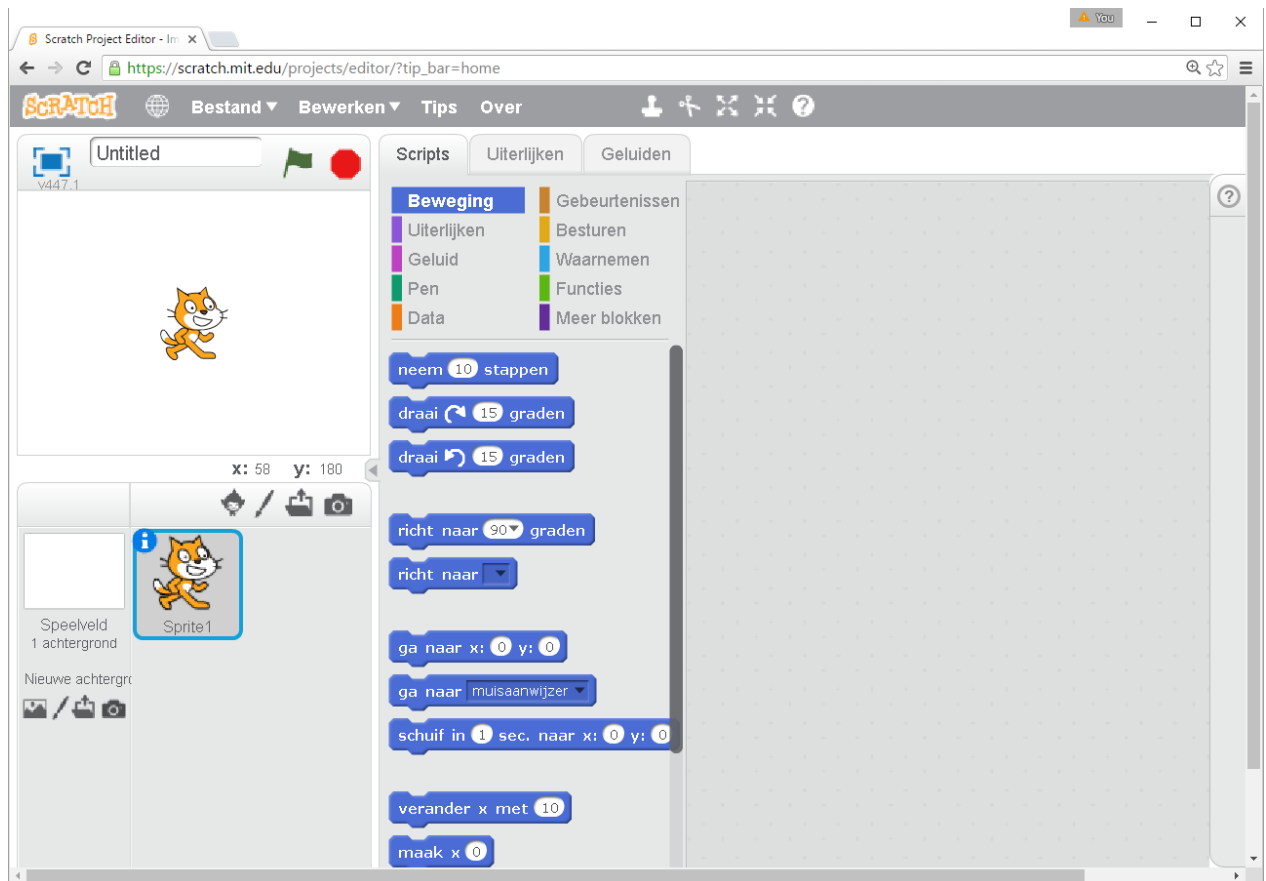 You
Scratch Project Editor - Im
https://scratch.mit.edu/projects/editor/?tip_bar=home
SCRATCH Bestand Bewerken Tips Over
Untitled
v447.1
Scripts Uiterlijken Geluiden
Beweging Gebeurtenissen
Uiterlijken Besturen
Geluid Waarnemen
Pen Functies
Data Meer blokken
neem 10 stappen
draai 15 graden
draai 15 graden
richt naar 90 graden
richt naar
ga naar x: 0 y: 0
ga naar muisaanwijzer
schuif in 1 sec. naar x: 0 y: 0
verander x met 10
maak x 0
x: 58 y: 180
Sprite1
Speelveld
1 achtergrond
Nieuwe achtergr